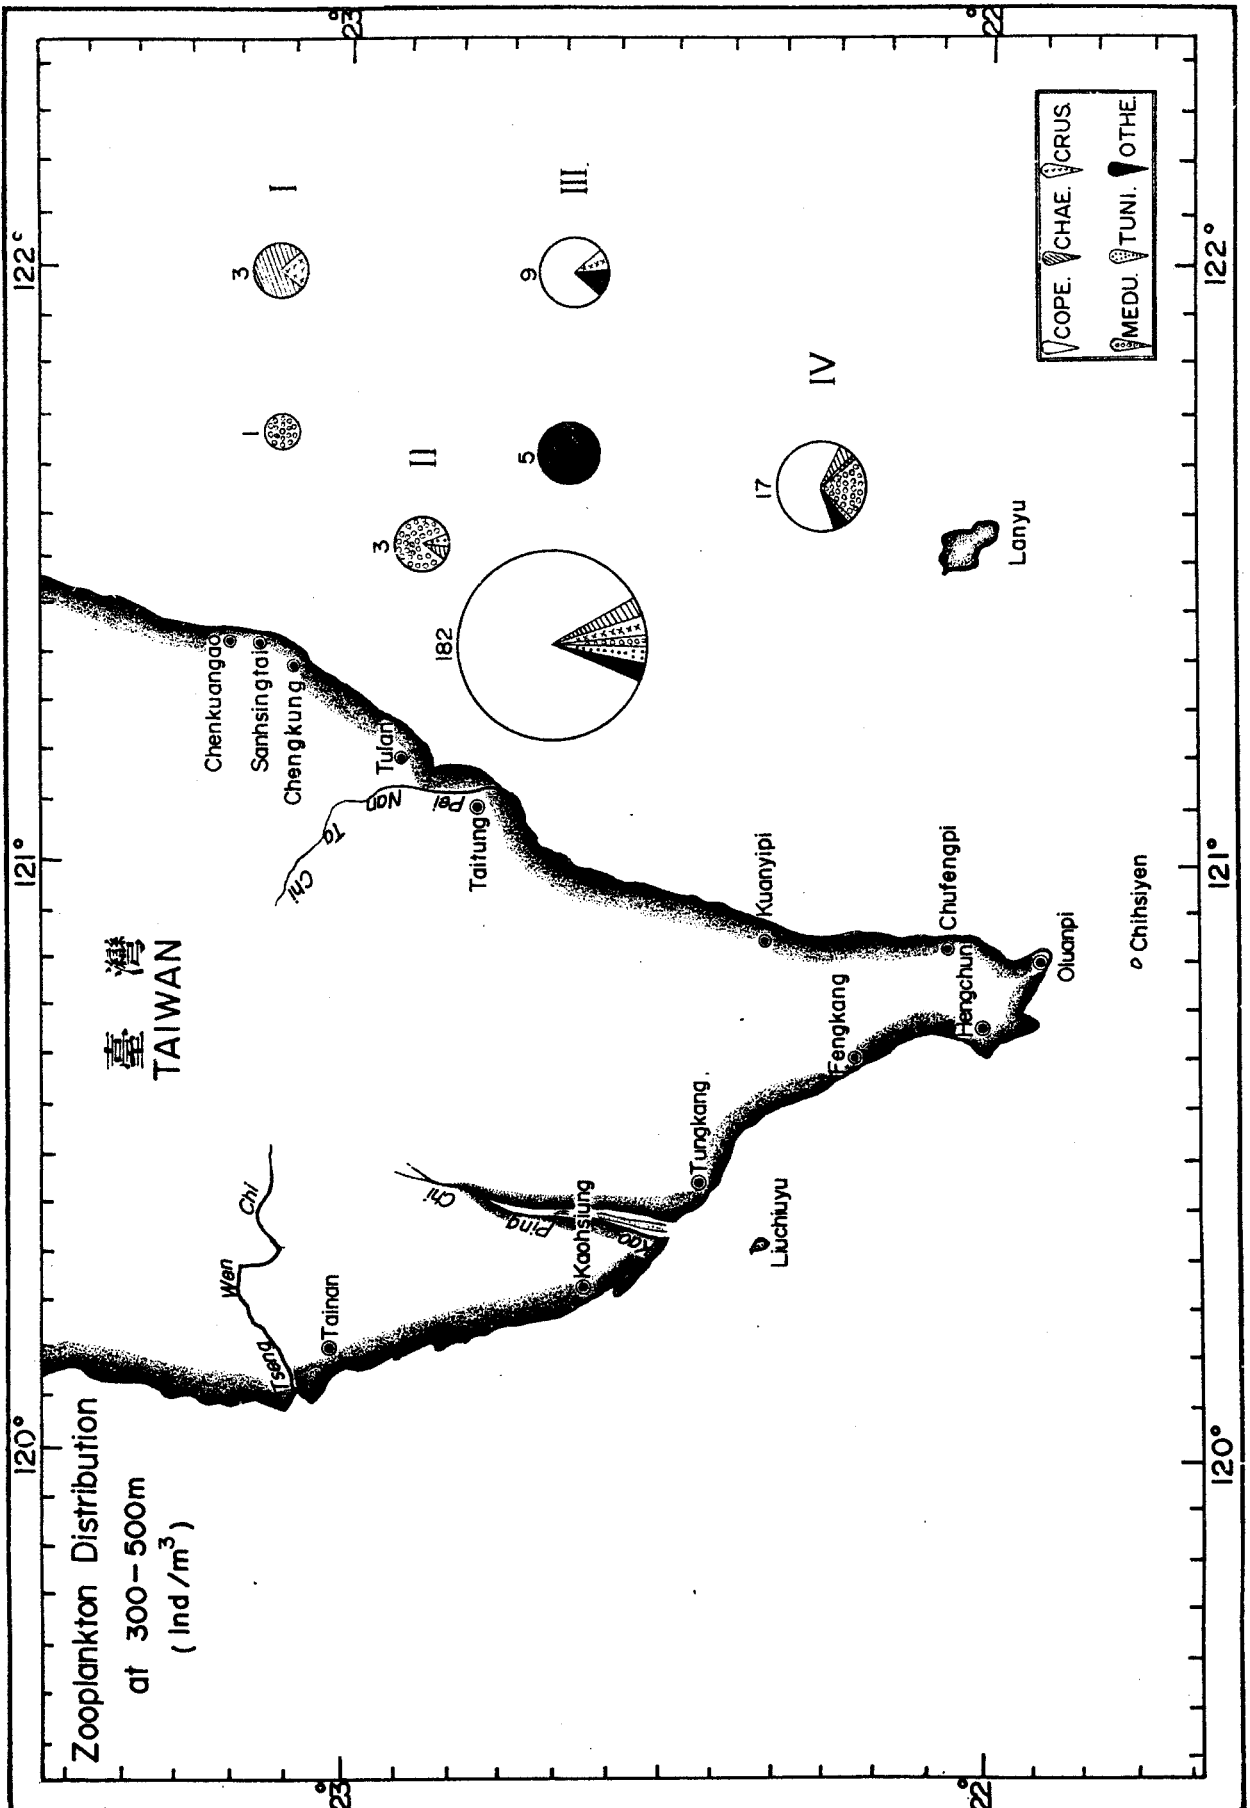 Zooplankton Distribution
at 300–500m
(Ind/m³)
臺灣
TAIWAN
120°
121°
122°
23°
22°
120°
121°
122°
23°
22°
Tseng
Wen
Chi
Tainan
Kaohsiung
Kao
Ping
Chi
Tungkang
Liuchiuyu
Fengkang
Hengchun
Oluanpi
Chihsiyen
Chufengpi
Kuanyipi
Taitung
Pei
Nan
Ta
Chi
Tulan
Chengkung
Sanhsingtai
Chenkuangao
Lanyu
I
3
1
II
3
182
III
9
5
IV
17
COPE. CHAE. CRUS.
MEDU. TUNI. OTHE.